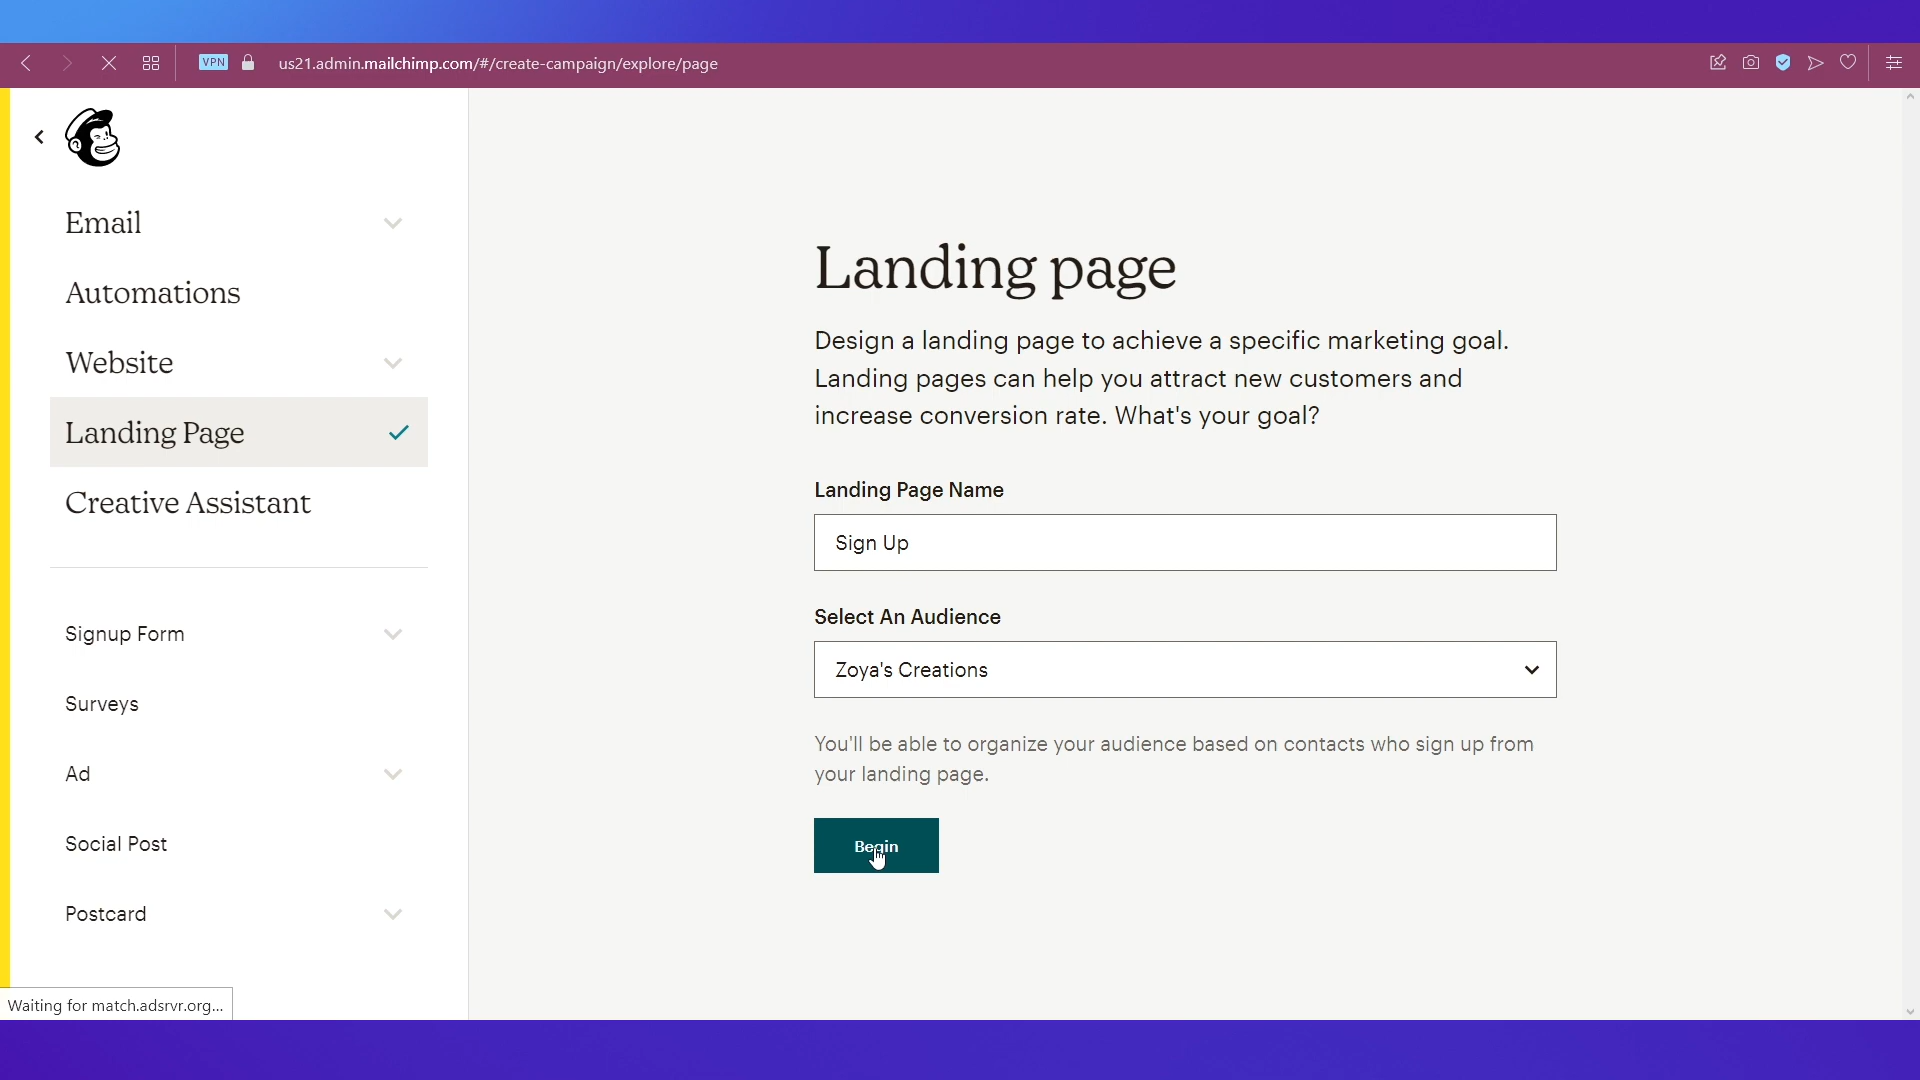 VPN
us21.admin.mailchimp.com/#/create-campaign/explore/page
Email
Automations
Website
Landing Page
Creative Assistant
Signup Form
Surveys
Ad
Social Post
Postcard
Waiting for match.adsrvr.org...
Landing page
Design a landing page to achieve a specific marketing goal.
Landing pages can help you attract new customers and
increase conversion rate. What's your goal?
Landing Page Name
Sign Up
Select An Audience
Zoya's Creations
You'll be able to organize your audience based on contacts who sign up from
your landing page.
Begin